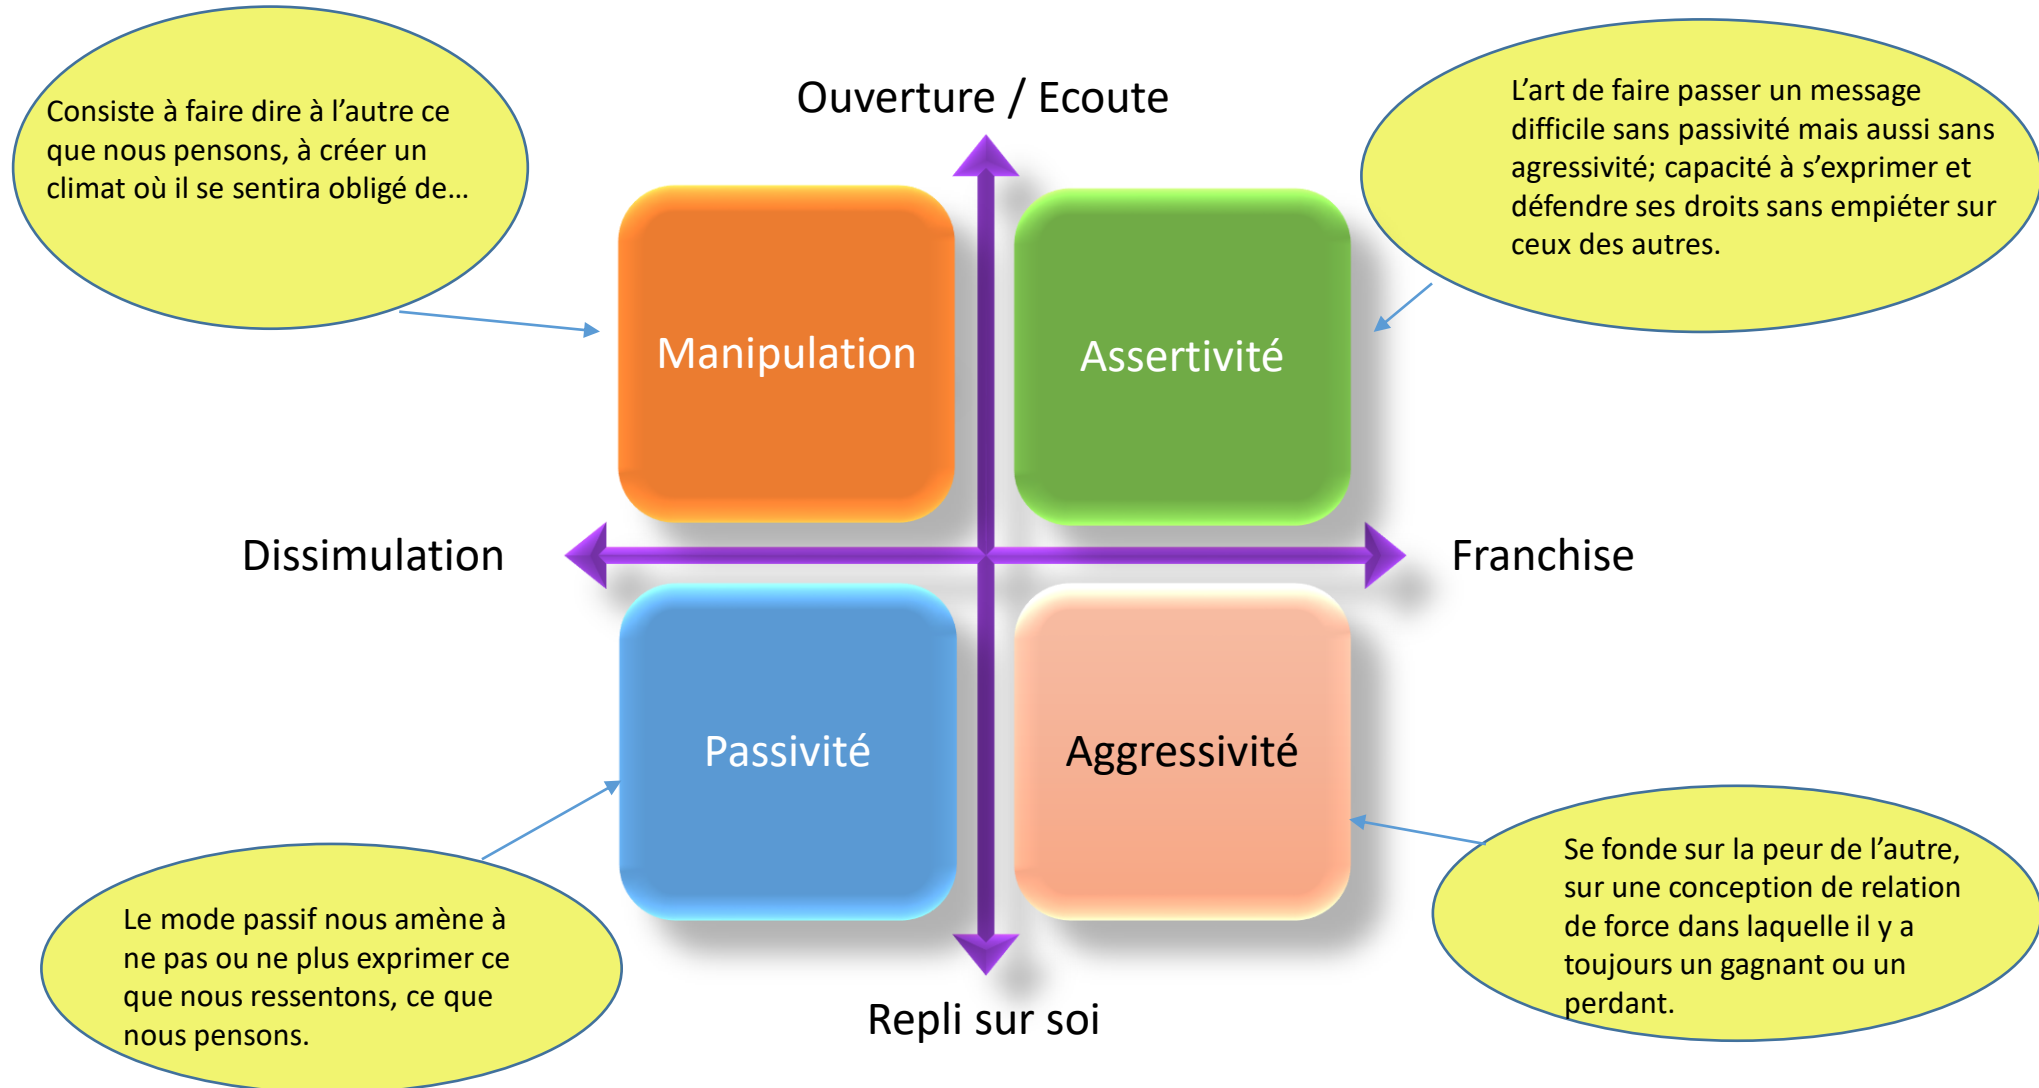 Consiste à faire dire à l’autre ce
que nous pensons, à créer un
climat où il se sentira obligé de…
Ouverture / Ecoute
L’art de faire passer un message
difficile sans passivité mais aussi sans
agressivité; capacité à s’exprimer et
défendre ses droits sans empiéter sur
ceux des autres.
Manipulation
Assertivité
Dissimulation
Franchise
Passivité
Aggressivité
Le mode passif nous amène à
ne pas ou ne plus exprimer ce
que nous ressentons, ce que
nous pensons.
Repli sur soi
Se fonde sur la peur de l’autre,
sur une conception de relation
de force dans laquelle il y a
toujours un gagnant ou un
perdant.